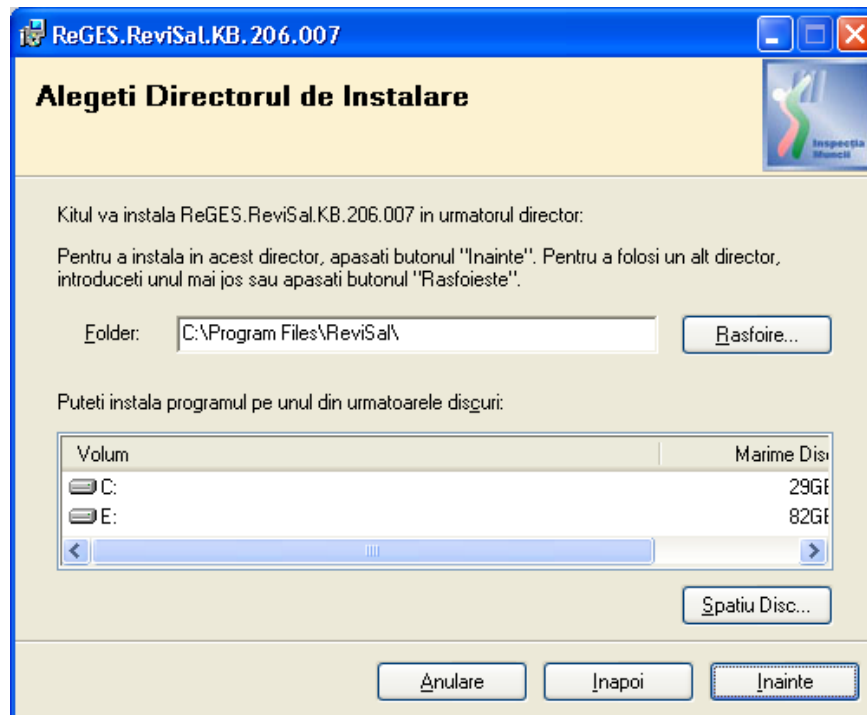 ReGES.ReviSal.KB.206.007
Alegeti Directorul de Instalare
Inspecţia
Muncii
Kitul va instala ReGES.ReviSal.KB.206.007 in urmatorul director:
Pentru a instala in acest director, apasati butonul "Inainte". Pentru a folosi un alt director,
introduceti unul mai jos sau apasati butonul "Rasfoieste".
Folder: C:\Program Files\ReviSal\ Rasfoire...
Puteti instala programul pe unul din urmatoarele discuri:
Volum Marime Disc
C: 29GB
E: 82GB
Spatiu Disc...
Anulare Inapoi Inainte